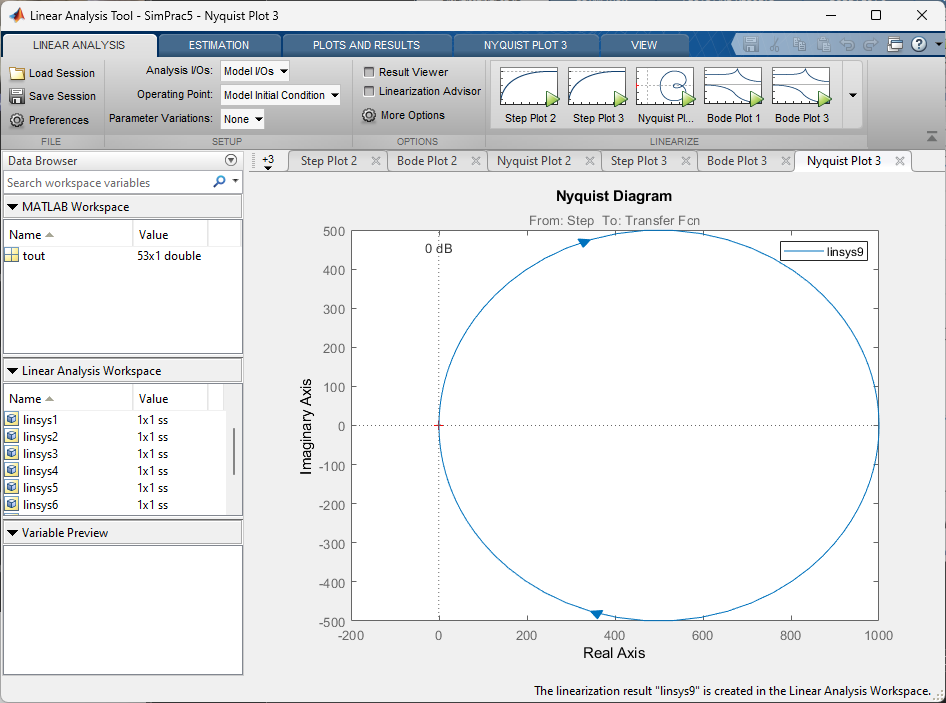 Linear Analysis Tool - SimPrac5 - Nyquist Plot 3
LINEAR ANALYSIS ESTIMATION PLOTS AND RESULTS NYQUIST PLOT 3 VIEW
Load Session
Save Session
Preferences
FILE
Analysis I/Os: Model I/Os
Operating Point: Model Initial Condition
Parameter Variations: None
SETUP
Result Viewer
Linearization Advisor
More Options
OPTIONS
Step Plot 2 Step Plot 3 Nyquist Pl... Bode Plot 1 Bode Plot 3
LINEARIZE
Data Browser
Search workspace variables
MATLAB Workspace
Name Value
tout 53x1 double
Linear Analysis Workspace
Name Value
linsys1 1x1 ss
linsys2 1x1 ss
linsys3 1x1 ss
linsys4 1x1 ss
linsys5 1x1 ss
linsys6 1x1 ss
Variable Preview
+3 Step Plot 2 Bode Plot 2 Nyquist Plot 2 Step Plot 3 Bode Plot 3 Nyquist Plot 3
Nyquist Diagram
From: Step To: Transfer Fcn
0 dB
linsys9
500
400
300
200
100
0
-100
-200
-300
-400
-500
Imaginary Axis
-200 0 200 400 600 800 1000
Real Axis
The linearization result "linsys9" is created in the Linear Analysis Workspace.